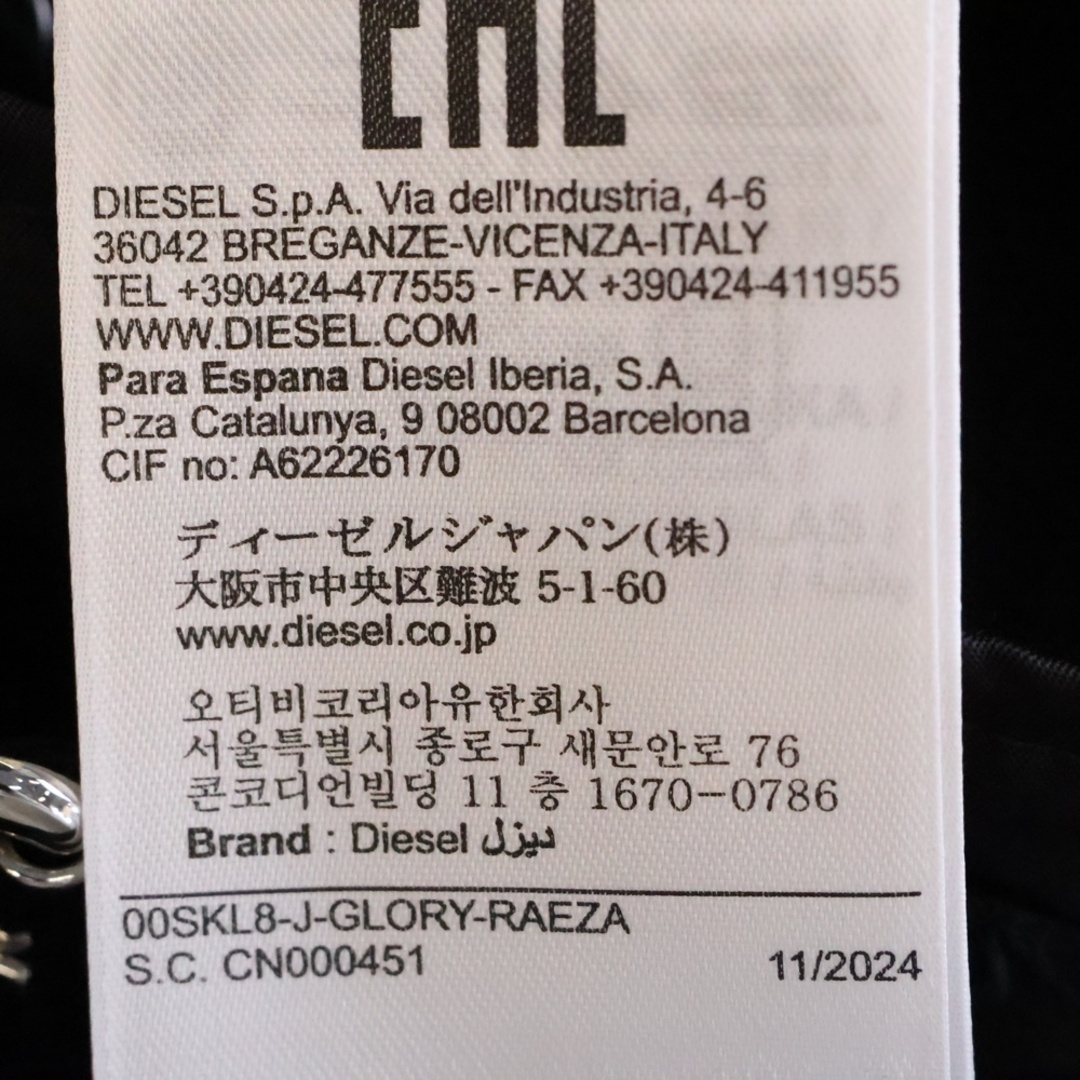 EAC
DIESEL S.p.A. Via dell'Industria, 4-6
36042 BREGANZE-VICENZA-ITALY
TEL +390424-477555 - FAX +390424-411955
WWW.DIESEL.COM
Para Espana Diesel Iberia, S.A.
P.za Catalunya, 9 08002 Barcelona
CIF no: A62226170
ディーゼルジャパン(株)
大阪市中央区難波 5-1-60
www.diesel.co.jp
오티비코리아유한회사
서울특별시 종로구 새문안로 76
콘코디언빌딩 11 층 1670-0786
Brand : Diesel ديزل
00SKL8-J-GLORY-RAEZA
S.C. CN000451 11/2024